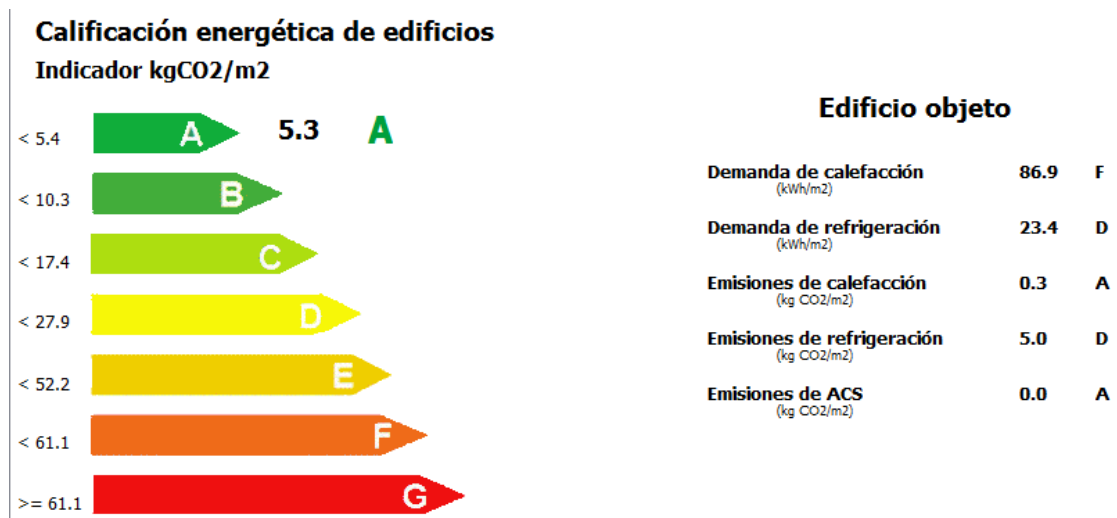 Calificación energética de edificios
Indicador kgCO2/m2
< 5.4 A 5.3 A
< 10.3 B
< 17.4 C
< 27.9 D
< 52.2 E
< 61.1 F
>= 61.1 G
Edificio objeto
Demanda de calefacción 86.9 F
(kWh/m2)
Demanda de refrigeración 23.4 D
(kWh/m2)
Emisiones de calefacción 0.3 A
(kg CO2/m2)
Emisiones de refrigeración 5.0 D
(kg CO2/m2)
Emisiones de ACS 0.0 A
(kg CO2/m2)